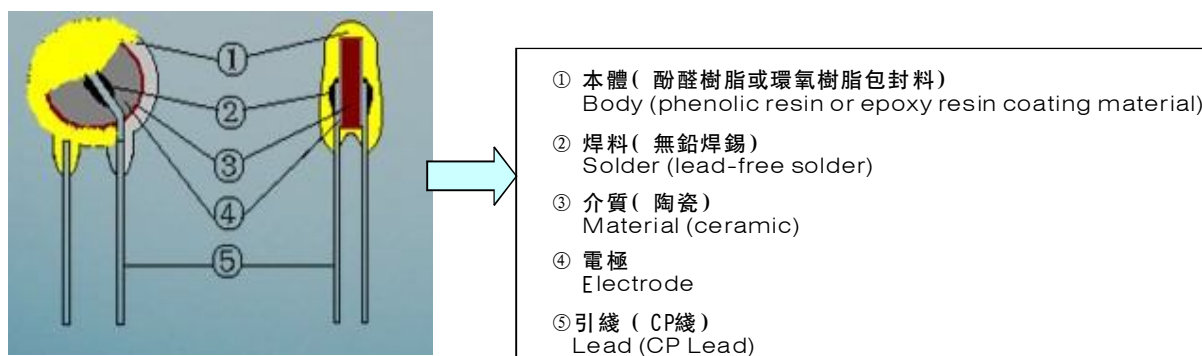 ①
②
③
④
⑤
① 本體( 酚醛樹脂或環氧樹脂包封料)
Body (phenolic resin or epoxy resin coating material)
② 焊料( 無鉛焊錫)
Solder (lead-free solder)
③ 介質( 陶瓷)
Material (ceramic)
④ 電極
Electrode
⑤引綫 ( CP綫)
Lead (CP Lead)